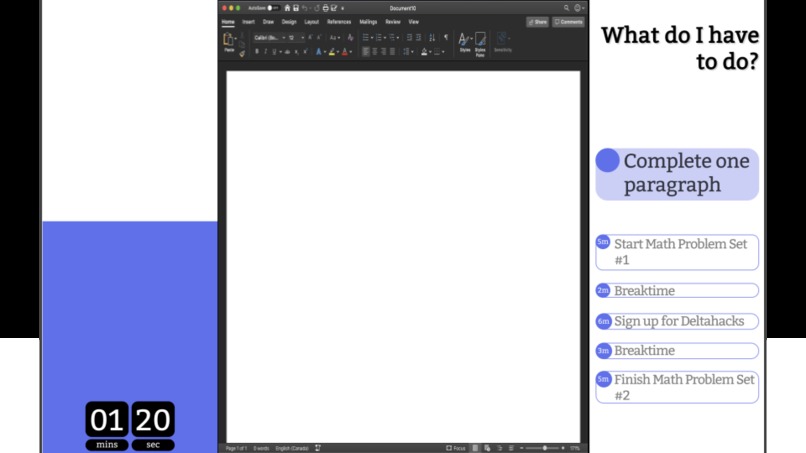 AutoSave
Document10
Home Insert Draw Design Layout References Mailings Review View
Share Comments
Calibri (Bo... 12
Paste
Styles
Styles Pane
Sensitivity
What do I have
to do?
Complete one
paragraph
5m Start Math Problem Set
#1
2m Breaktime
6m Sign up for Deltahacks
3m Breaktime
5m Finish Math Problem Set
#2
01 20
mins sec
Page 1 of 1 0 words English (Canada) Focus